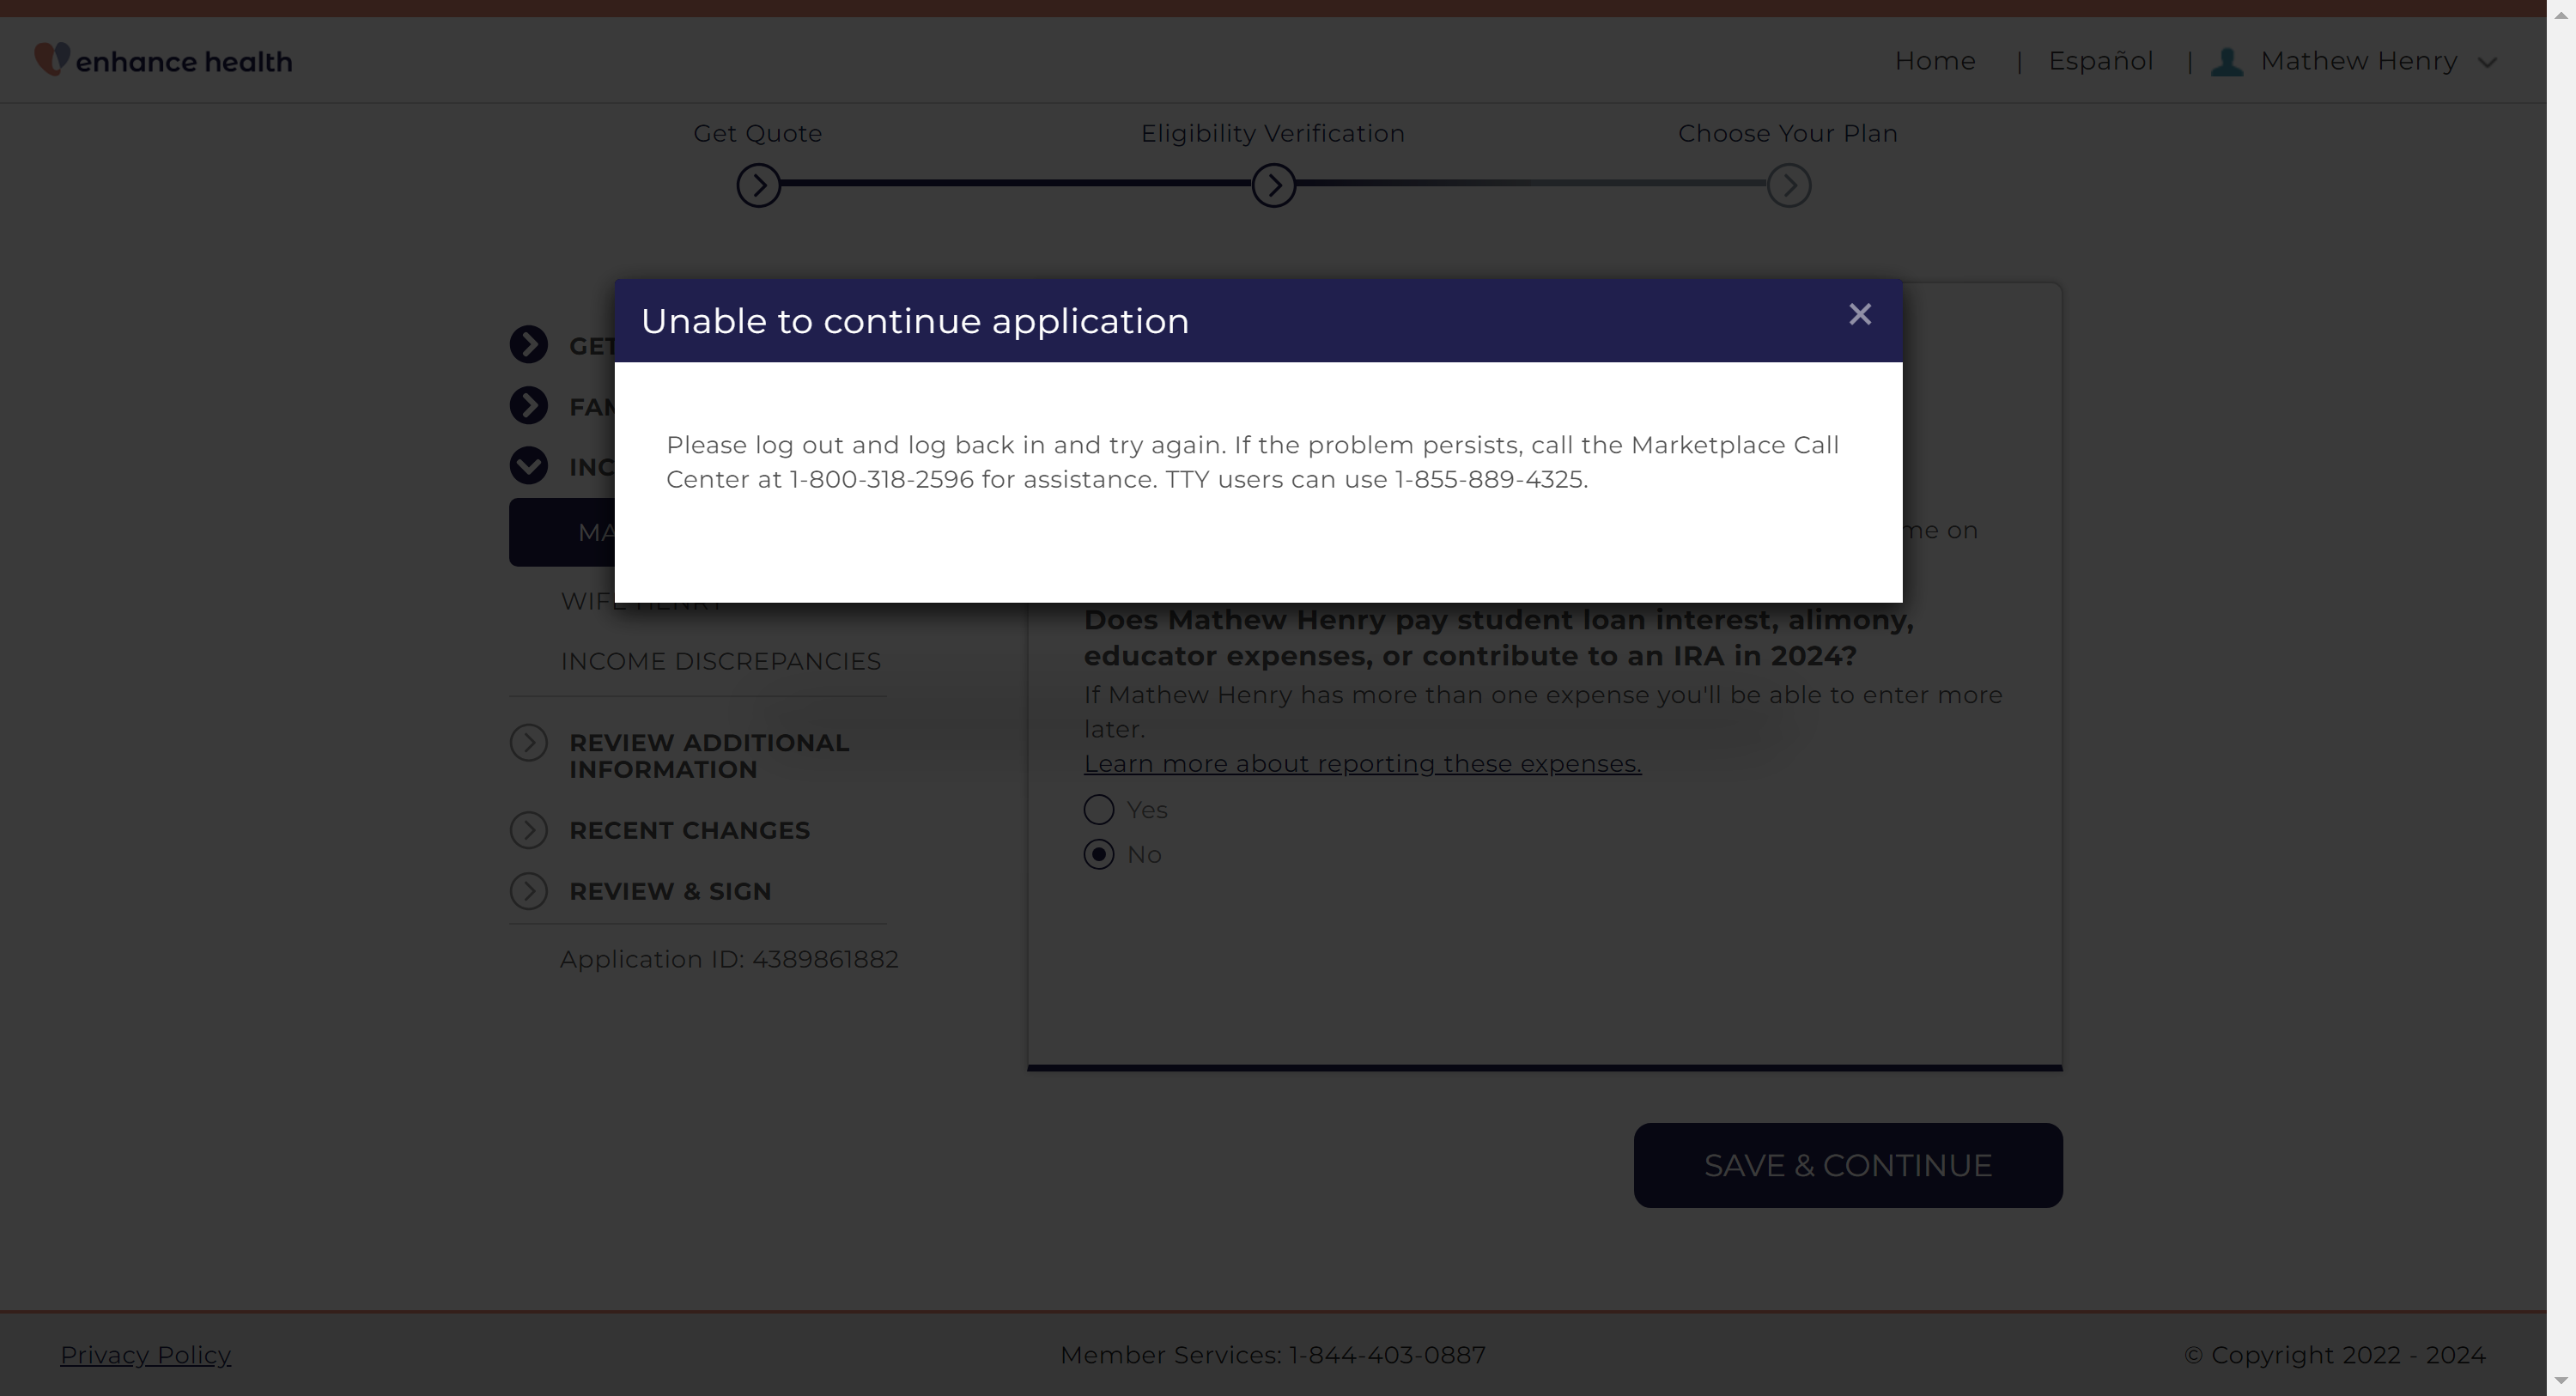 enhance health
Home | Español | Mathew Henry
Get Quote
Eligibility Verification
Choose Your Plan
Unable to continue application
Please log out and log back in and try again. If the problem persists, call the Marketplace Call
Center at 1-800-318-2596 for assistance. TTY users can use 1-855-889-4325.
GET
FAM
INC
MA
WIFE HENRY
INCOME DISCREPANCIES
REVIEW ADDITIONAL
INFORMATION
RECENT CHANGES
REVIEW & SIGN
Application ID: 4389861882
me on
Does Mathew Henry pay student loan interest, alimony,
educator expenses, or contribute to an IRA in 2024?
If Mathew Henry has more than one expense you'll be able to enter more
later.
Learn more about reporting these expenses.
Yes
No
SAVE & CONTINUE
Privacy Policy
Member Services: 1-844-403-0887
© Copyright 2022 - 2024